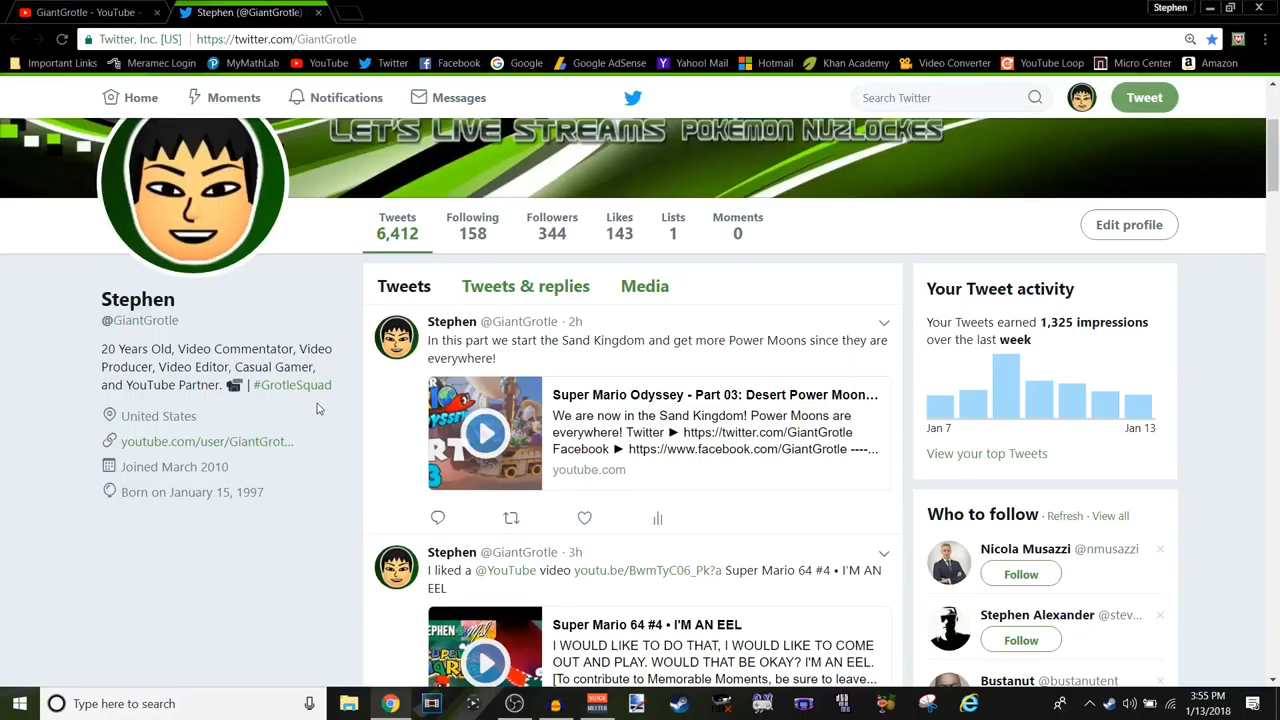 GiantGrotle - YouTube -
Stephen (@GiantGrotle)
Stephen
Twitter, Inc. [US]
https://twitter.com/GiantGrotle
Important Links
Meramec Login
MyMathLab
YouTube
Twitter
Facebook
Google
Google AdSense
Yahoo! Mail
Hotmail
Khan Academy
Video Converter
YouTube Loop
Micro Center
Amazon
Home
Moments
Notifications
Messages
Search Twitter
Tweet
LET'S LIVE STREAMS POKÉMON NUZLOCKES
Tweets
6,412
Following
158
Followers
344
Likes
143
Lists
1
Moments
0
Edit profile
Stephen
@GiantGrotle
20 Years Old, Video Commentator, Video
Producer, Video Editor, Casual Gamer,
and YouTube Partner. 📹 | #GrotleSquad
United States
youtube.com/user/GiantGrot...
Joined March 2010
Born on January 15, 1997
Tweets
Tweets & replies
Media
Stephen @GiantGrotle · 2h
In this part we start the Sand Kingdom and get more Power Moons since they are
everywhere!
Super Mario Odyssey - Part 03: Desert Power Moon...
We are now in the Sand Kingdom! Power Moons are
everywhere! Twitter ► https://twitter.com/GiantGrotle
Facebook ► https://www.facebook.com/GiantGrotle ----...
youtube.com
Stephen @GiantGrotle · 3h
I liked a @YouTube video youtu.be/BwmTyC06_Pk?a Super Mario 64 #4 • I'M AN
EEL
Super Mario 64 #4 • I'M AN EEL
I WOULD LIKE TO DO THAT, I WOULD LIKE TO COME
OUT AND PLAY. WOULD THAT BE OKAY? I'M AN EEL.
[To contribute to Memorable Moments, be sure to leave...
Your Tweet activity
Your Tweets earned 1,325 impressions
over the last week
Jan 7
Jan 13
View your top Tweets
Who to follow · Refresh · View all
Nicola Musazzi @nmusazzi
Follow
Stephen Alexander @stev...
Follow
Bustanut @bustanutent
Type here to search
3:55 PM
1/13/2018